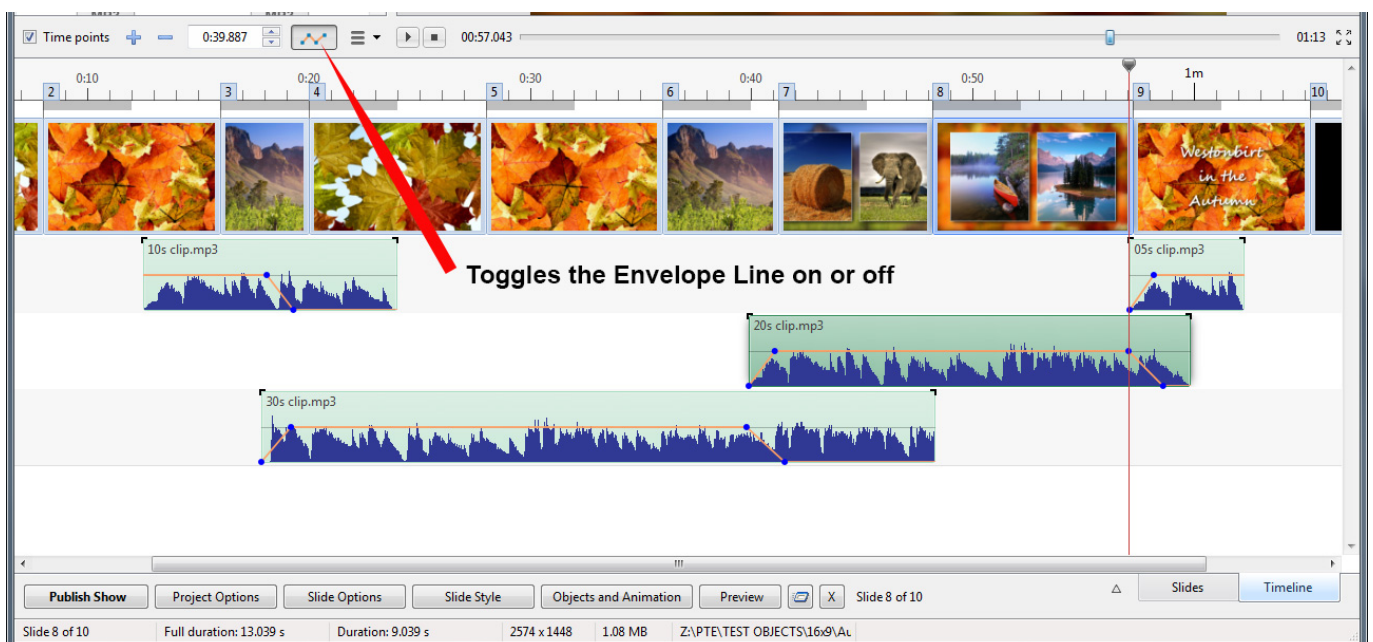 Time points 0:39.887 00:57.043 01:13
0:10 0:20 0:30 0:40 0:50 1m
2 3 4 5 6 7 8 9 10
Westonbirt
in the
Autumn
10s clip.mp3 05s clip.mp3
Toggles the Envelope Line on or off
20s clip.mp3
30s clip.mp3
Publish Show Project Options Slide Options Slide Style Objects and Animation Preview X Slide 8 of 10 Slides Timeline
Slide 8 of 10 Full duration: 13.039 s Duration: 9.039 s 2574 x 1448 1.08 MB Z:\PTE\TEST OBJECTS\16x9\Au